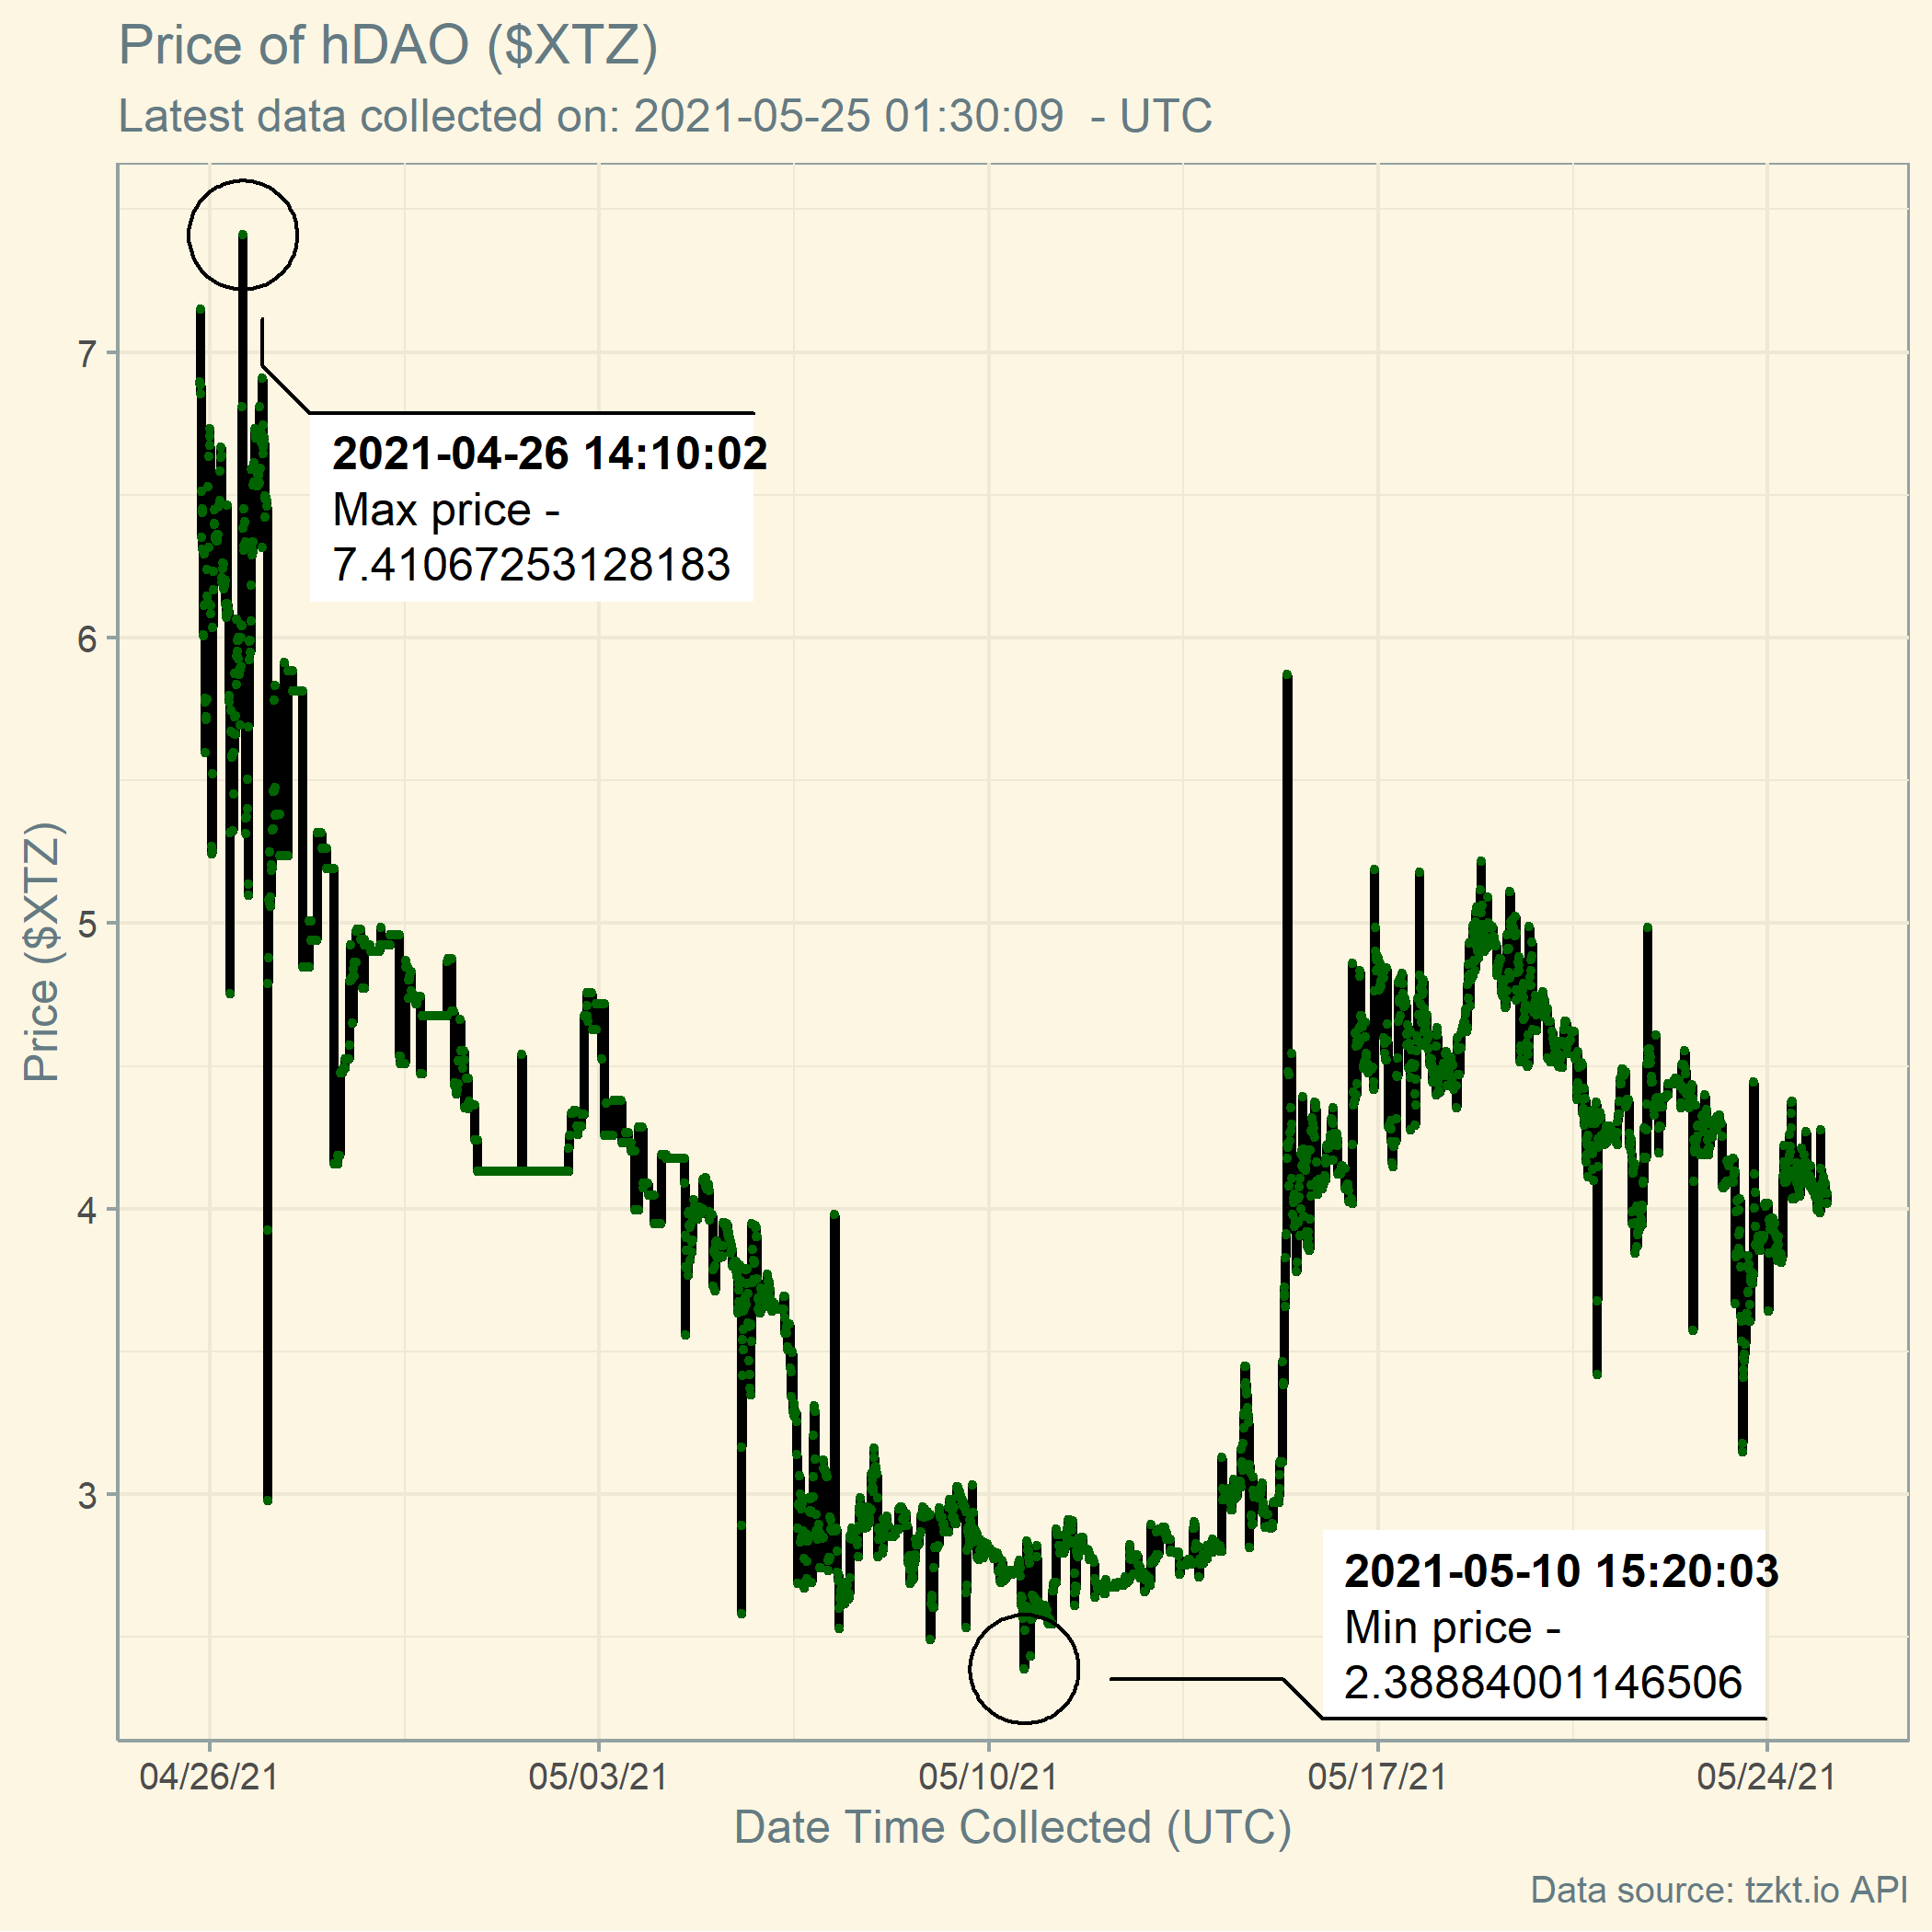 Price of hDAO ($XTZ)
Latest data collected on: 2021-05-25 01:30:09  - UTC
Price ($XTZ)
7
6
5
4
3
2021-04-26 14:10:02
Max price -
7.41067253128183
2021-05-10 15:20:03
Min price -
2.38884001146506
04/26/21 05/03/21 05/10/21 05/17/21 05/24/21
Date Time Collected (UTC)
Data source: tzkt.io API